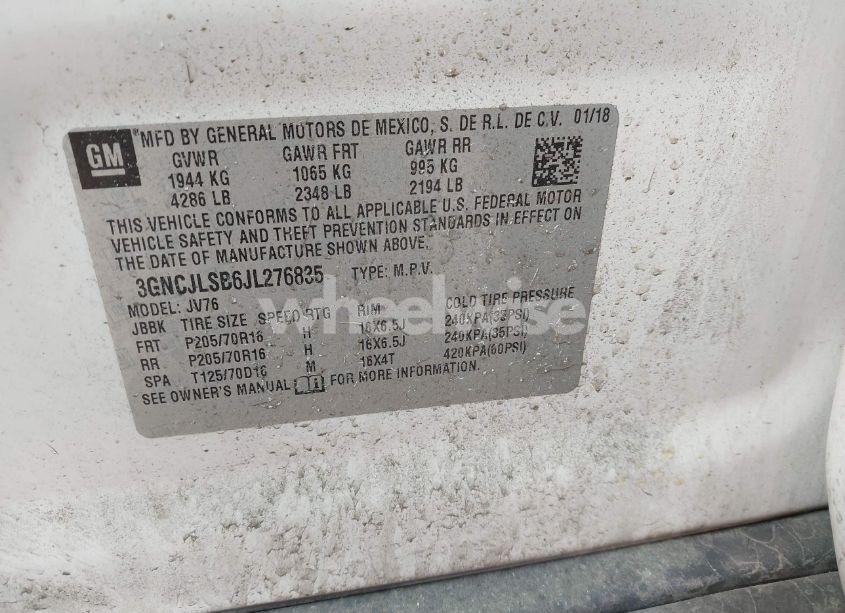 GM
MFD BY GENERAL MOTORS DE MEXICO, S. DE R.L. DE C.V. 01/18
GVWR GAWR FRT GAWR RR
1944 KG 1065 KG 995 KG
4286 LB 2348 LB 2194 LB
THIS VEHICLE CONFORMS TO ALL APPLICABLE U.S. FEDERAL MOTOR
VEHICLE SAFETY AND THEFT PREVENTION STANDARDS IN EFFECT ON
THE DATE OF MANUFACTURE SHOWN ABOVE.
3GNCJLSB6JL276835 TYPE: M.P.V.
MODEL: JV76
JBBK TIRE SIZE SPEED RTG RIM COLD TIRE PRESSURE
FRT P205/70R16 H 16X6.5J 240KPA(35PSI)
RR P205/70R16 H 16X6.5J 240KPA(35PSI)
SPA T125/70D16 M 16X4T 420KPA(60PSI)
SEE OWNER'S MANUAL FOR MORE INFORMATION.
wheelwise